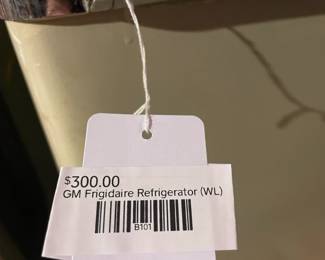 $300.00
GM Frigidaire Refrigerator (WL)
B101